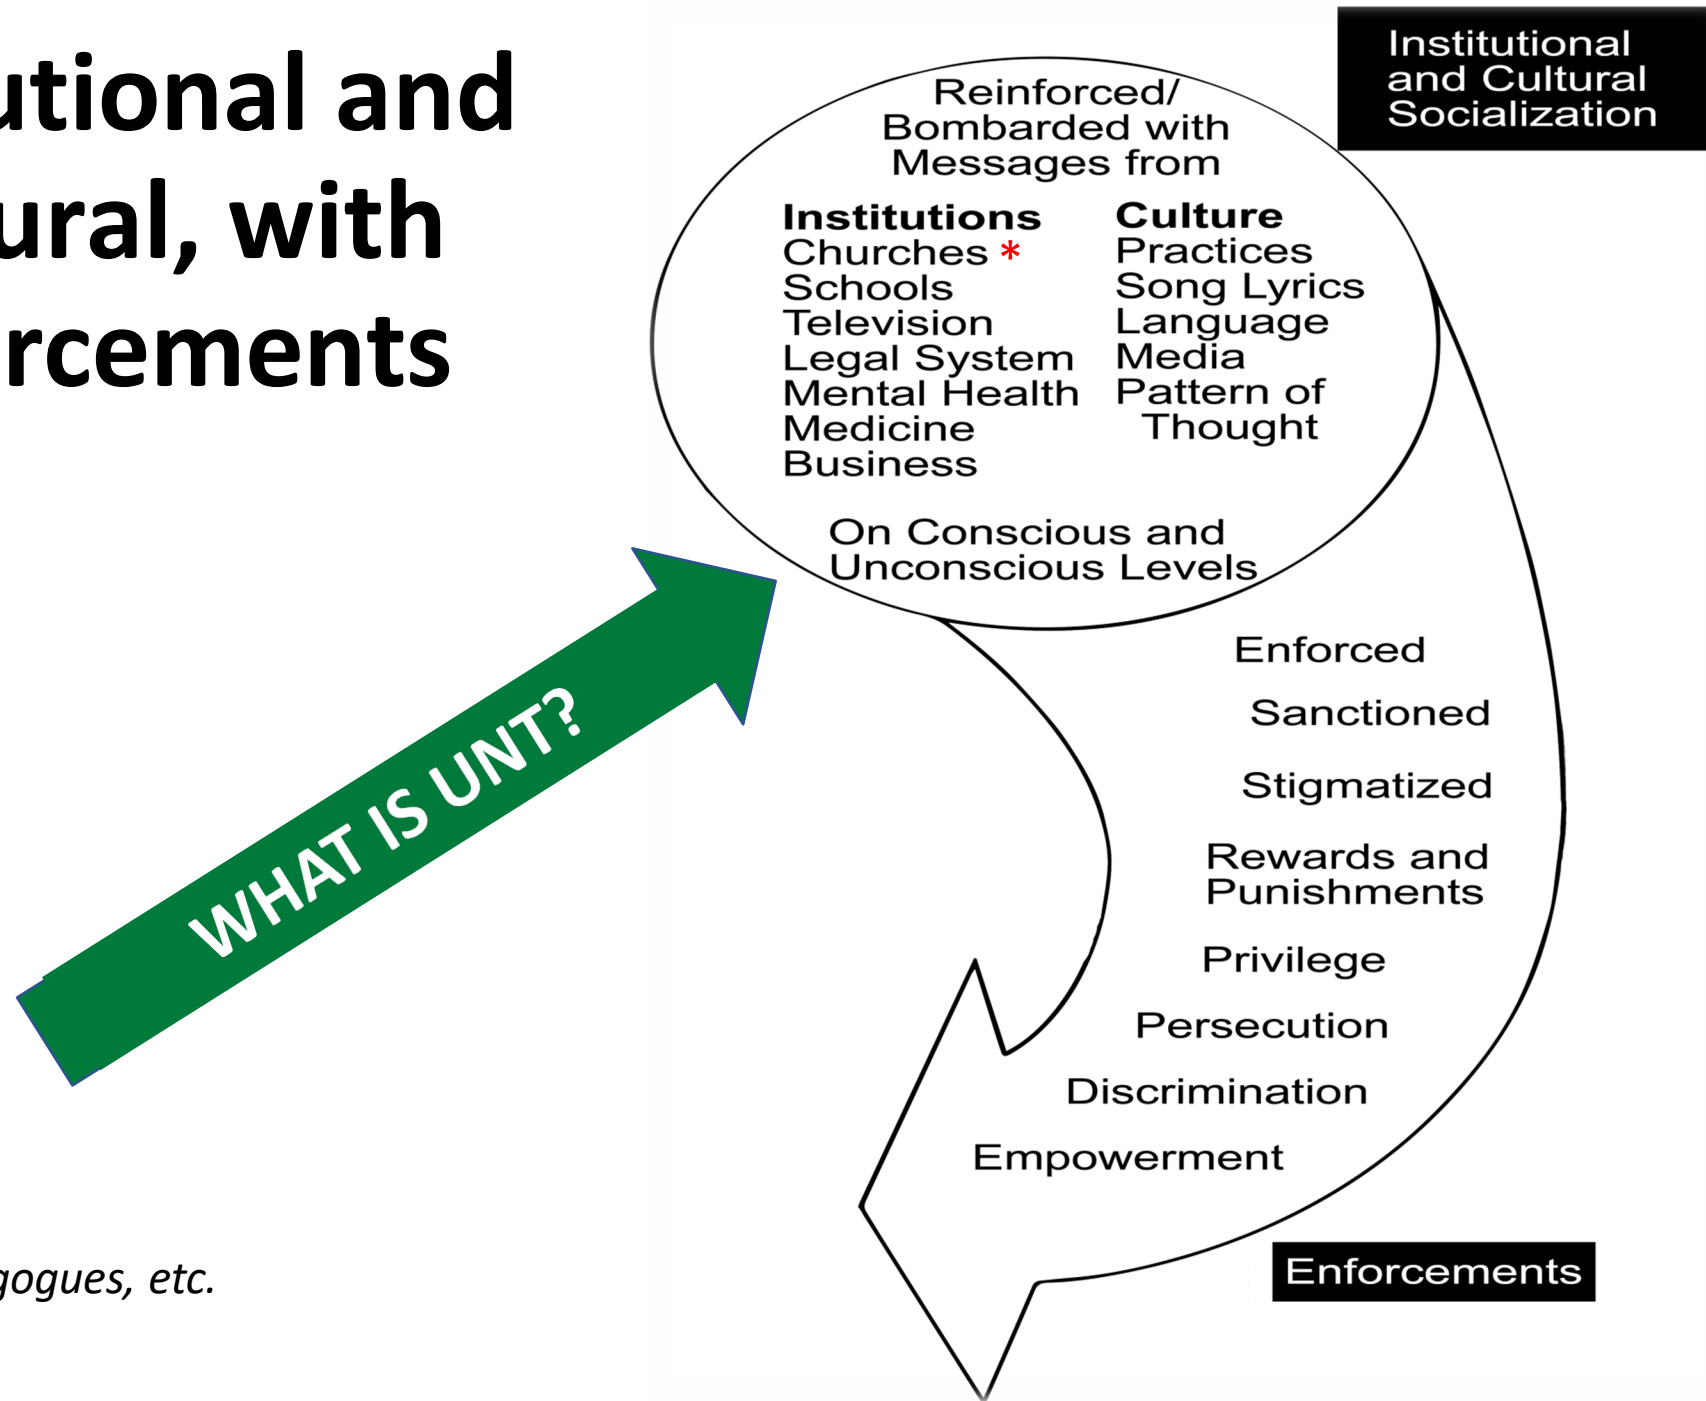 utional and
ural, with
rcements
Institutional
and Cultural
Socialization
Reinforced/
Bombarded with
Messages from
Institutions
Churches *
Schools
Television
Legal System
Mental Health
Medicine
Business
Culture
Practices
Song Lyrics
Language
Media
Pattern of
Thought
On Conscious and
Unconscious Levels
WHAT IS UNT?
Enforced
Sanctioned
Stigmatized
Rewards and
Punishments
Privilege
Persecution
Discrimination
Empowerment
Enforcements
gogues, etc.